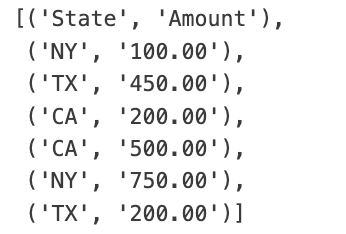 [('State', 'Amount'),
('NY', '100.00'),
('TX', '450.00'),
('CA', '200.00'),
('CA', '500.00'),
('NY', '750.00'),
('TX', '200.00')]